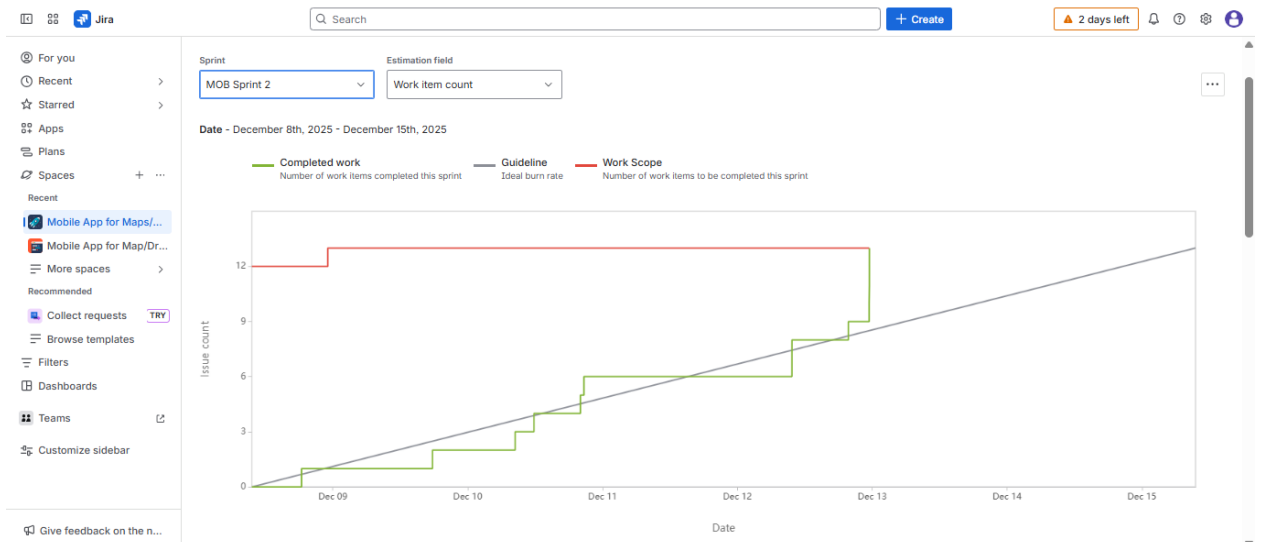 Jira
Search
+ Create
2 days left
For you
Recent
Starred
Apps
Plans
Spaces
Recent
Mobile App for Maps/...
Mobile App for Map/Dr...
More spaces
Recommended
Collect requests TRY
Browse templates
Filters
Dashboards
Teams
Customize sidebar
Give feedback on the n...
Sprint
Estimation field
MOB Sprint 2
Work item count
Date - December 8th, 2025 - December 15th, 2025
Completed work
Number of work items completed this sprint
Guideline
Ideal burn rate
Work Scope
Number of work items to be completed this sprint
Issue count
12
9
6
3
0
Dec 09 Dec 10 Dec 11 Dec 12 Dec 13 Dec 14 Dec 15
Date